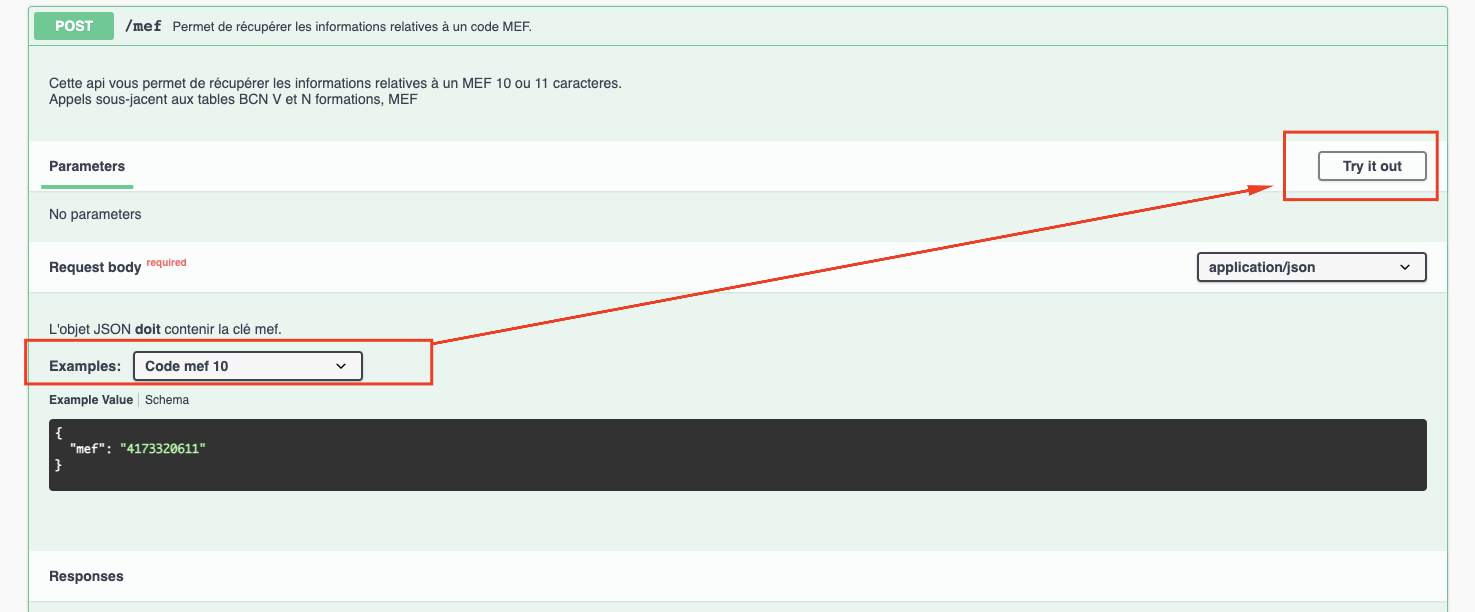 POST /mef Permet de récupérer les informations relatives à un code MEF.
Cette api vous permet de récupérer les informations relatives à un MEF 10 ou 11 caracteres.
Appels sous-jacent aux tables BCN V et N formations, MEF
Parameters
Try it out
No parameters
Request body required
application/json
L'objet JSON doit contenir la clé mef.
Examples: Code mef 10
Example Value Schema
{
"mef": "4173320611"
}
Responses